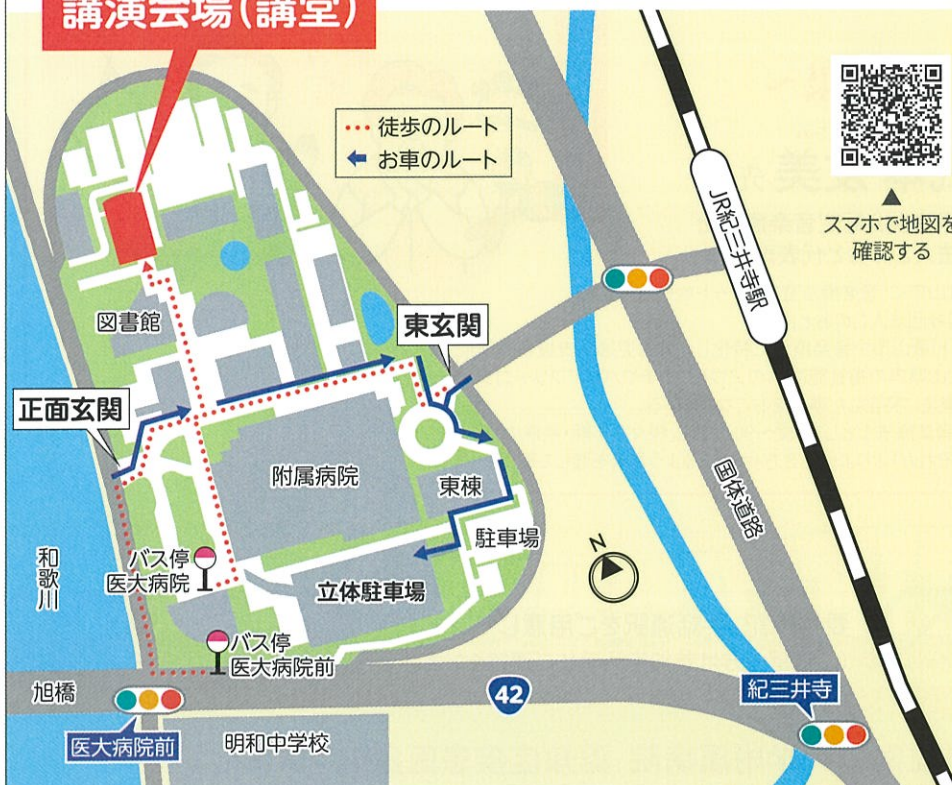 講演会場(講堂)
徒歩のルート
お車のルート
スマホで地図を
確認する
JR紀三井寺駅
図書館
東玄関
正面玄関
附属病院
東棟
国体道路
駐車場
和歌川
バス停
医大病院
立体駐車場
N
バス停
医大病院前
旭橋
42
紀三井寺
医大病院前
明和中学校